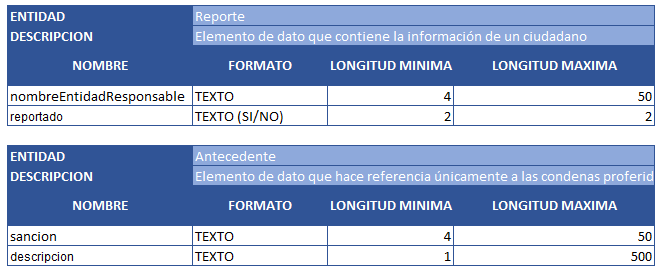 ENTIDAD Reporte
DESCRIPCION Elemento de dato que contiene la información de un ciudadano
NOMBRE FORMATO LONGITUD MINIMA LONGITUD MAXIMA
nombreEntidadResponsable TEXTO 4 50
reportado TEXTO (SI/NO) 2 2
ENTIDAD Antecedente
DESCRIPCION Elemento de dato que hace referencia únicamente a las condenas proferid
NOMBRE FORMATO LONGITUD MINIMA LONGITUD MAXIMA
sancion TEXTO 4 50
descripcion TEXTO 1 500